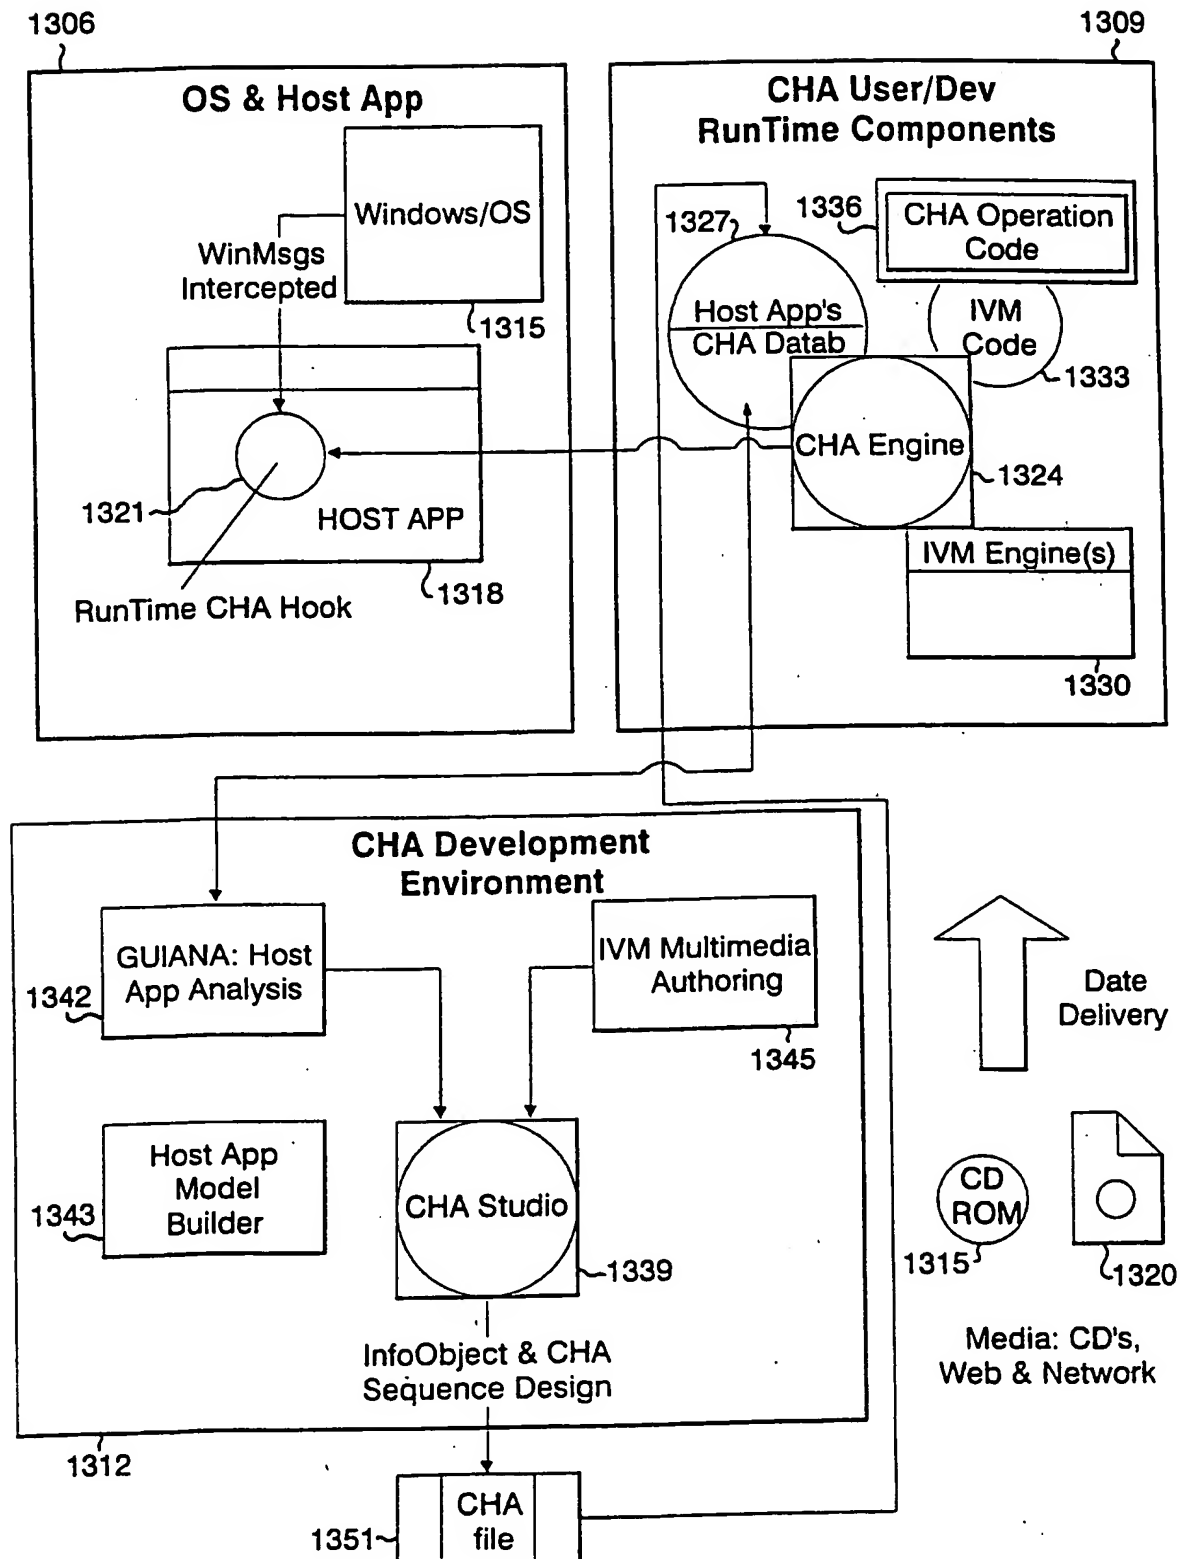 1306
1309
OS & Host App
Windows/OS
WinMsgs
Intercepted
1315
1321
HOST APP
1318
RunTime CHA Hook
CHA User/Dev
RunTime Components
1327
1336
CHA Operation
Code
Host App's
CHA Datab
IVM
Code
1333
CHA Engine
1324
IVM Engine(s)
1330
CHA Development
Environment
GUIANA: Host
App Analysis
1342
IVM Multimedia
Authoring
1345
Host App
Model
Builder
1343
CHA Studio
1339
InfoObject & CHA
Sequence Design
1312
CHA
file
1351
Date
Delivery
CD
ROM
1315
1320
Media: CD's,
Web & Network